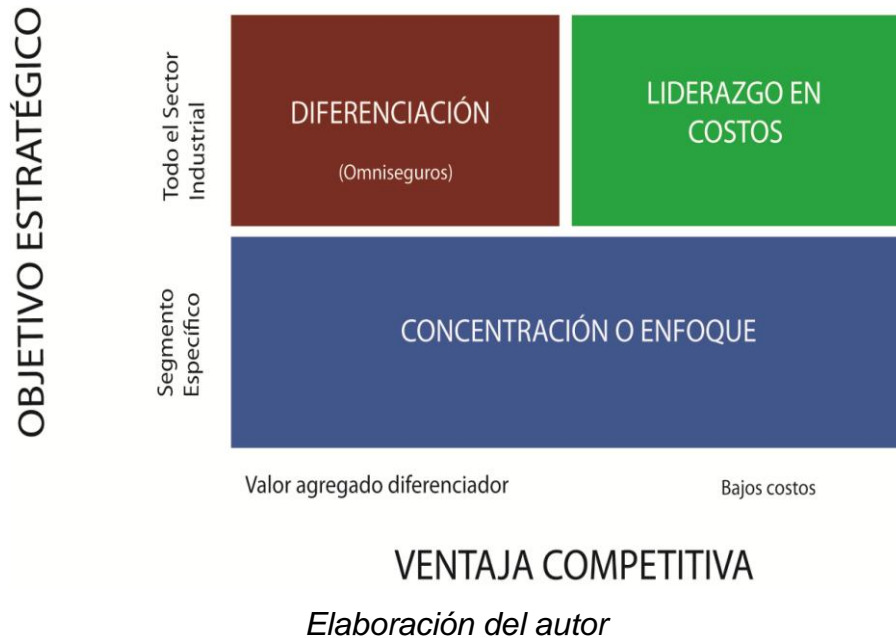 OBJETIVO ESTRATÉGICO
Todo el Sector
Industrial
DIFERENCIACIÓN
(Omniseguros)
LIDERAZGO EN
COSTOS
Segmento
Específico
CONCENTRACIÓN O ENFOQUE
Valor agregado diferenciador
Bajos costos
VENTAJA COMPETITIVA
Elaboración del autor